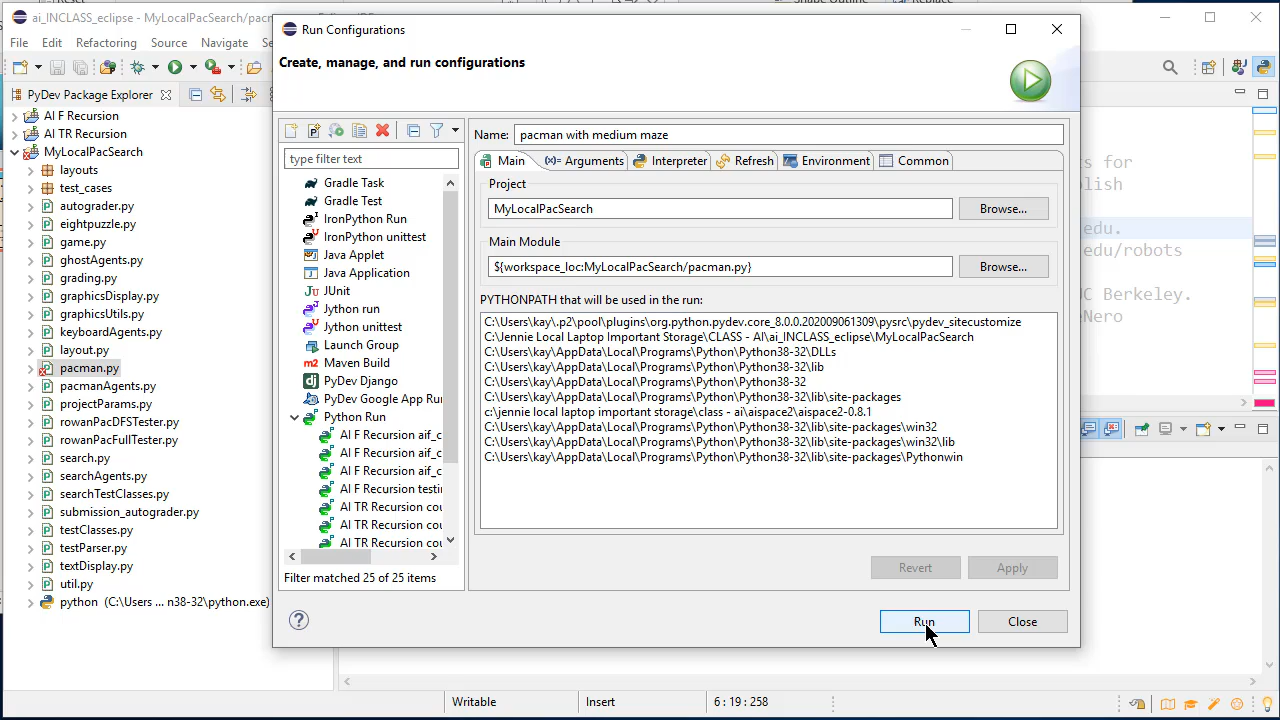 ai_INCLASS_eclipse - MyLocalPacSearch/pac
Run Configurations
File Edit Refactoring Source Navigate Se
Create, manage, and run configurations
PyDev Package Explorer
AI F Recursion
AI TR Recursion
MyLocalPacSearch
layouts
test_cases
autograder.py
eightpuzzle.py
game.py
ghostAgents.py
grading.py
graphicsDisplay.py
graphicsUtils.py
keyboardAgents.py
layout.py
pacman.py
pacmanAgents.py
projectParams.py
rowanPacDFSTester.py
rowanPacFullTester.py
search.py
searchAgents.py
searchTestClasses.py
submission_autograder.py
testClasses.py
testParser.py
textDisplay.py
util.py
python (C:\Users ... n38-32\python.exe)
type filter text
Gradle Task
Gradle Test
IronPython Run
IronPython unittest
Java Applet
Java Application
JUnit
Jython run
Jython unittest
Launch Group
Maven Build
PyDev Django
PyDev Google App Run
Python Run
AI F Recursion aif_c
AI F Recursion aif_c
AI F Recursion aif_c
AI F Recursion testin
AI TR Recursion cou
AI TR Recursion cou
AI TR Recursion cou
Filter matched 25 of 25 items
Name: pacman with medium maze
Main (x)= Arguments Interpreter Refresh Environment Common
Project
MyLocalPacSearch Browse...
Main Module
${workspace_loc:MyLocalPacSearch/pacman.py} Browse...
PYTHONPATH that will be used in the run:
C:\Users\kay\.p2\pool\plugins\org.python.pydev.core_8.0.0.202009061309\pysrc\pydev_sitecustomize
C:\Jennie Local Laptop Important Storage\CLASS - AI\ai_INCLASS_eclipse\MyLocalPacSearch
C:\Users\kay\AppData\Local\Programs\Python\Python38-32\DLLs
C:\Users\kay\AppData\Local\Programs\Python\Python38-32\lib
C:\Users\kay\AppData\Local\Programs\Python\Python38-32
C:\Users\kay\AppData\Local\Programs\Python\Python38-32\lib\site-packages
c:\jennie local laptop important storage\class - ai\aispace2\aispace2-0.8.1
C:\Users\kay\AppData\Local\Programs\Python\Python38-32\lib\site-packages\win32
C:\Users\kay\AppData\Local\Programs\Python\Python38-32\lib\site-packages\win32\lib
C:\Users\kay\AppData\Local\Programs\Python\Python38-32\lib\site-packages\Pythonwin
Revert Apply
Run Close
ts for
olish
edu.
edu/robots
JC Berkeley.
eNero
Writable Insert 6 : 19 : 258